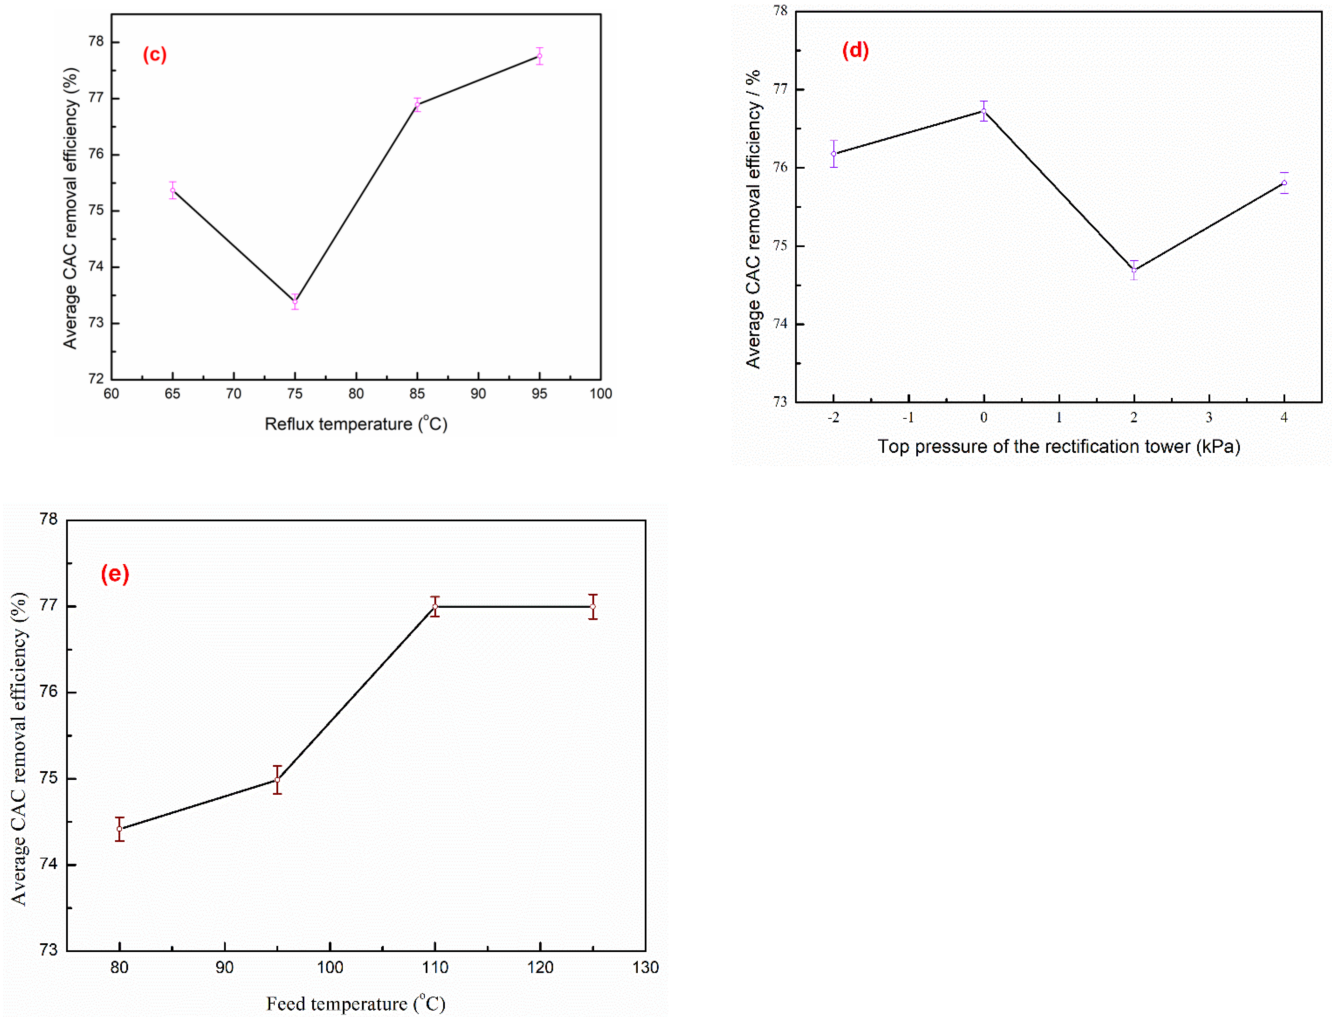 (c)
Average CAC removal efficiency (%)
78
77
76
75
74
73
72
60 65 70 75 80 85 90 95 100
Reflux temperature (°C)
(d)
Average CAC removal efficiency / %
78
77
76
75
74
73
-2 -1 0 1 2 3 4
Top pressure of the rectification tower (kPa)
(e)
Average CAC removal efficiency (%)
78
77
76
75
74
73
80 90 100 110 120 130
Feed temperature (°C)